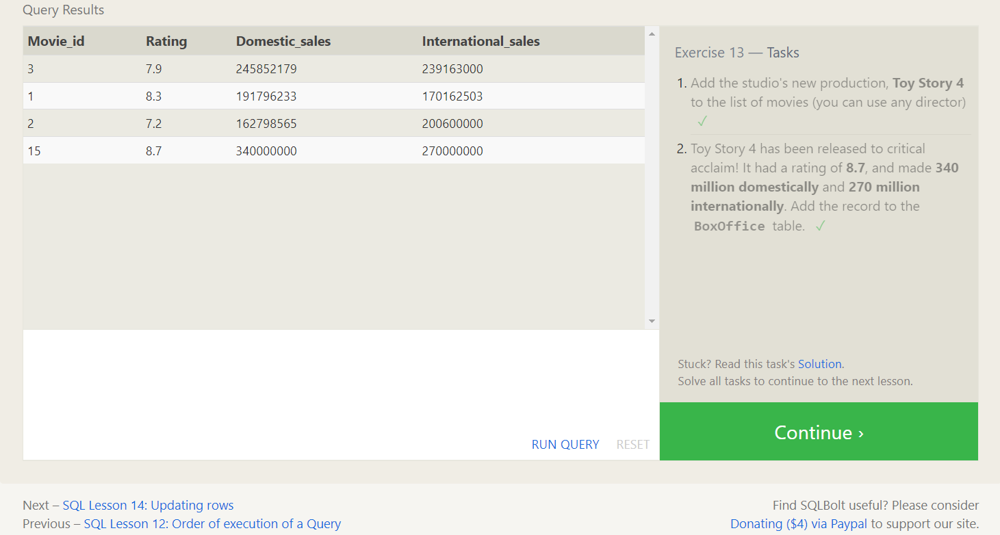 Query Results
Movie_id Rating Domestic_sales International_sales
3 7.9 245852179 239163000
1 8.3 191796233 170162503
2 7.2 162798565 200600000
15 8.7 340000000 270000000
RUN QUERY RESET
Exercise 13 — Tasks
1. Add the studio's new production, Toy Story 4
to the list of movies (you can use any director)
✓
2. Toy Story 4 has been released to critical
acclaim! It had a rating of 8.7, and made 340
million domestically and 270 million
internationally. Add the record to the
BoxOffice table. ✓
Stuck? Read this task's Solution.
Solve all tasks to continue to the next lesson.
Continue ›
Next – SQL Lesson 14: Updating rows
Previous – SQL Lesson 12: Order of execution of a Query
Find SQLBolt useful? Please consider
Donating ($4) via Paypal to support our site.